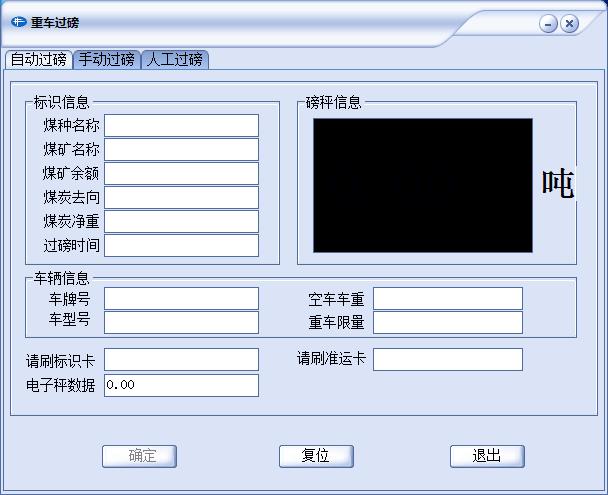 重车过磅
自动过磅 手动过磅 人工过磅
标识信息
煤种名称
煤矿名称
煤矿余额
煤炭去向
煤炭净重
过磅时间
磅秤信息
吨
车辆信息
车牌号
空车车重
车型号
重车限量
请刷标识卡
请刷准运卡
电子秤数据 0.00
确定 复位 退出